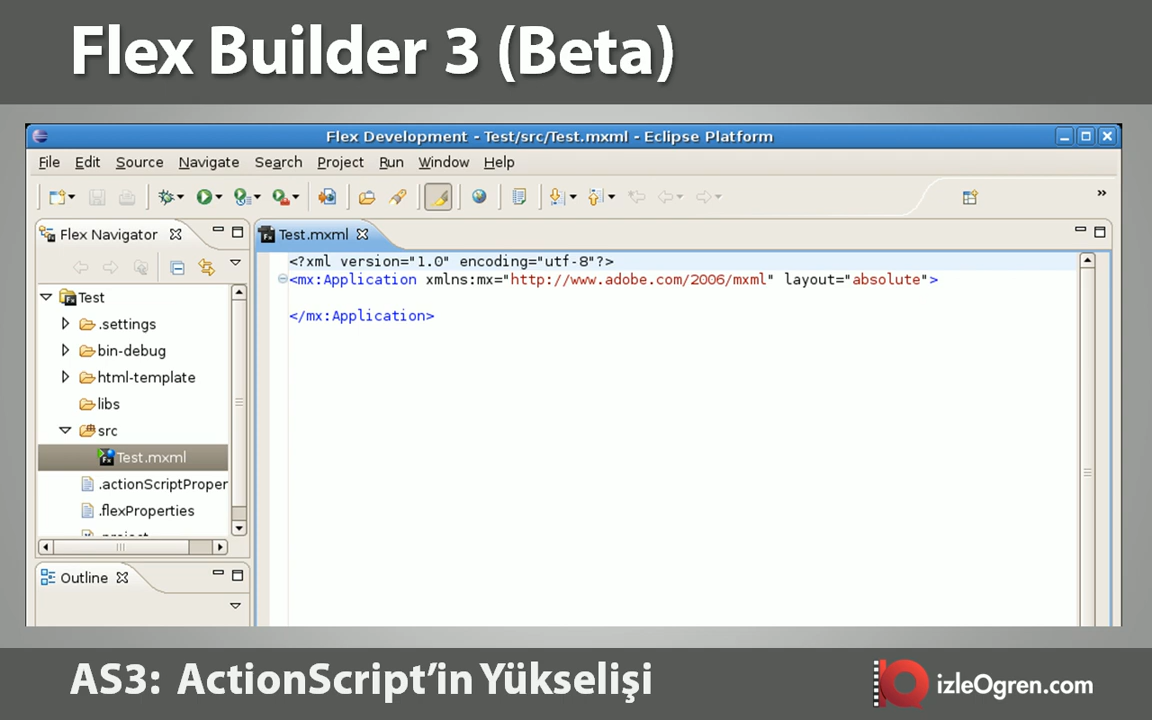 Flex Builder 3 (Beta)
Flex Development - Test/src/Test.mxml - Eclipse Platform
File Edit Source Navigate Search Project Run Window Help
Flex Navigator
Test.mxml
<?xml version="1.0" encoding="utf-8"?>
<mx:Application xmlns:mx="http://www.adobe.com/2006/mxml" layout="absolute">
</mx:Application>
Test
.settings
bin-debug
html-template
libs
src
Test.mxml
.actionScriptProper
.flexProperties
.project
Outline
AS3: ActionScript’in Yükselişi
izleOgren.com